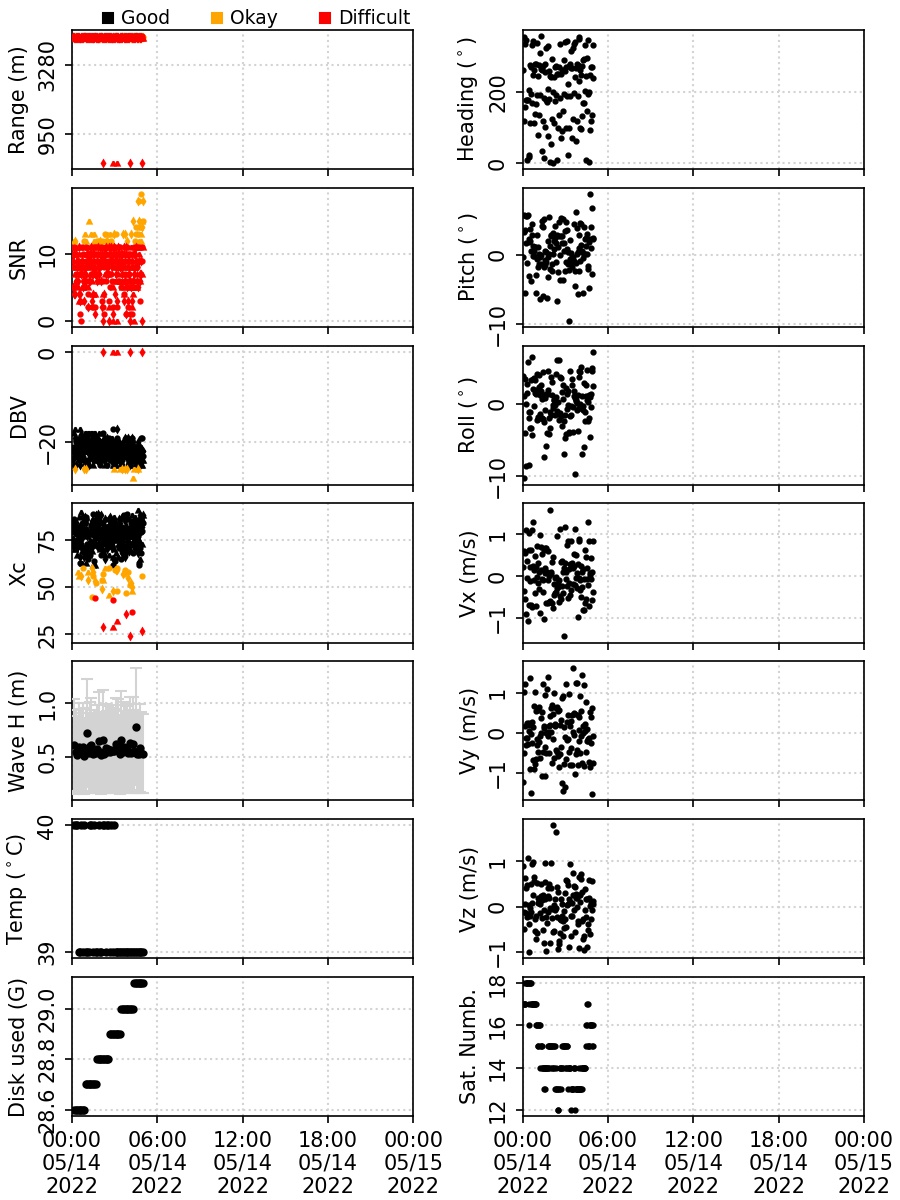 Good Okay Difficult
Range (m)
3280
950
Heading (°)
200
0
SNR
10
0
Pitch (°)
0
−10
DBV
0
−20
Roll (°)
0
−10
Xc
75
50
25
Vx (m/s)
1
0
−1
Wave H (m)
1.0
0.5
Vy (m/s)
1
0
−1
Temp (°C)
40
39
Vz (m/s)
1
0
−1
Disk used (G)
29.0
28.8
28.6
Sat. Numb.
18
16
14
12
00:00 06:00 12:00 18:00 00:00
05/14 05/14 05/14 05/14 05/15
2022 2022 2022 2022 2022
00:00 06:00 12:00 18:00 00:00
05/14 05/14 05/14 05/14 05/15
2022 2022 2022 2022 2022